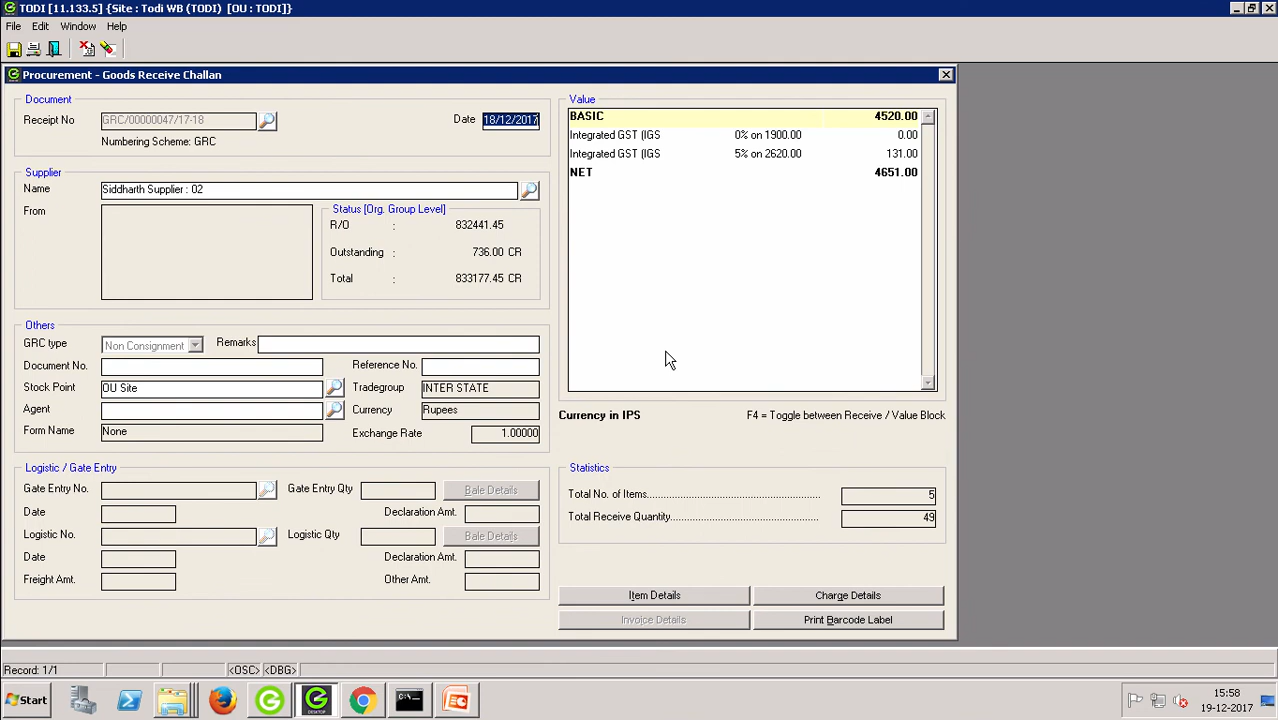 TODI [11.133.5] {Site : Todi WB (TODI) [OU : TODI]}
File Edit Window Help
Procurement - Goods Receive Challan
Document
Receipt No GRC/00000047/17-18 Date 18/12/2017
Numbering Scheme: GRC
Supplier
Name Siddharth Supplier : 02
From
Status [Org. Group Level]
R/O : 832441.45
Outstanding : 736.00 CR
Total : 833177.45 CR
Others
GRC type Non Consignment Remarks
Document No. Reference No.
Stock Point OU Site Tradegroup INTER STATE
Agent Currency Rupees
Form Name None Exchange Rate 1.00000
Logistic / Gate Entry
Gate Entry No. Gate Entry Qty Bale Details
Date Declaration Amt.
Logistic No. Logistic Qty Bale Details
Date Declaration Amt.
Freight Amt. Other Amt.
Value
BASIC 4520.00
Integrated GST (IGS 0% on 1900.00 0.00
Integrated GST (IGS 5% on 2620.00 131.00
NET 4651.00
Currency in IPS F4 = Toggle between Receive / Value Block
Statistics
Total No. of Items 5
Total Receive Quantity 49
Item Details Charge Details
Invoice Details Print Barcode Label
Record: 1/1 <OSC> <DBG>
Start
DESKTOP
15:58
19-12-2017